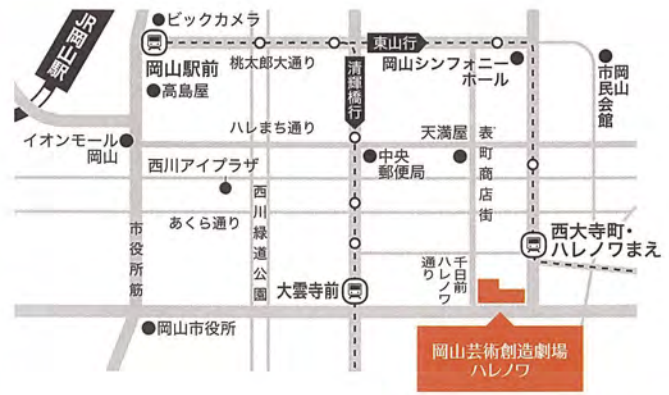 ビックカメラ
JR
岡山駅
岡山駅前
高島屋
桃太郎大通り
清輝橋行
東山行
岡山シンフォニー
ホール
岡山
市民会館
イオンモール
岡山
ハレまち通り
西川アイプラザ
中央
郵便局
天満屋
表町商店街
西川緑道公園
あくら通り
市役所筋
大雲寺前
千日前
ハレノワ
通り
西大寺町・
ハレノワまえ
岡山市役所
岡山芸術創造劇場
ハレノワ